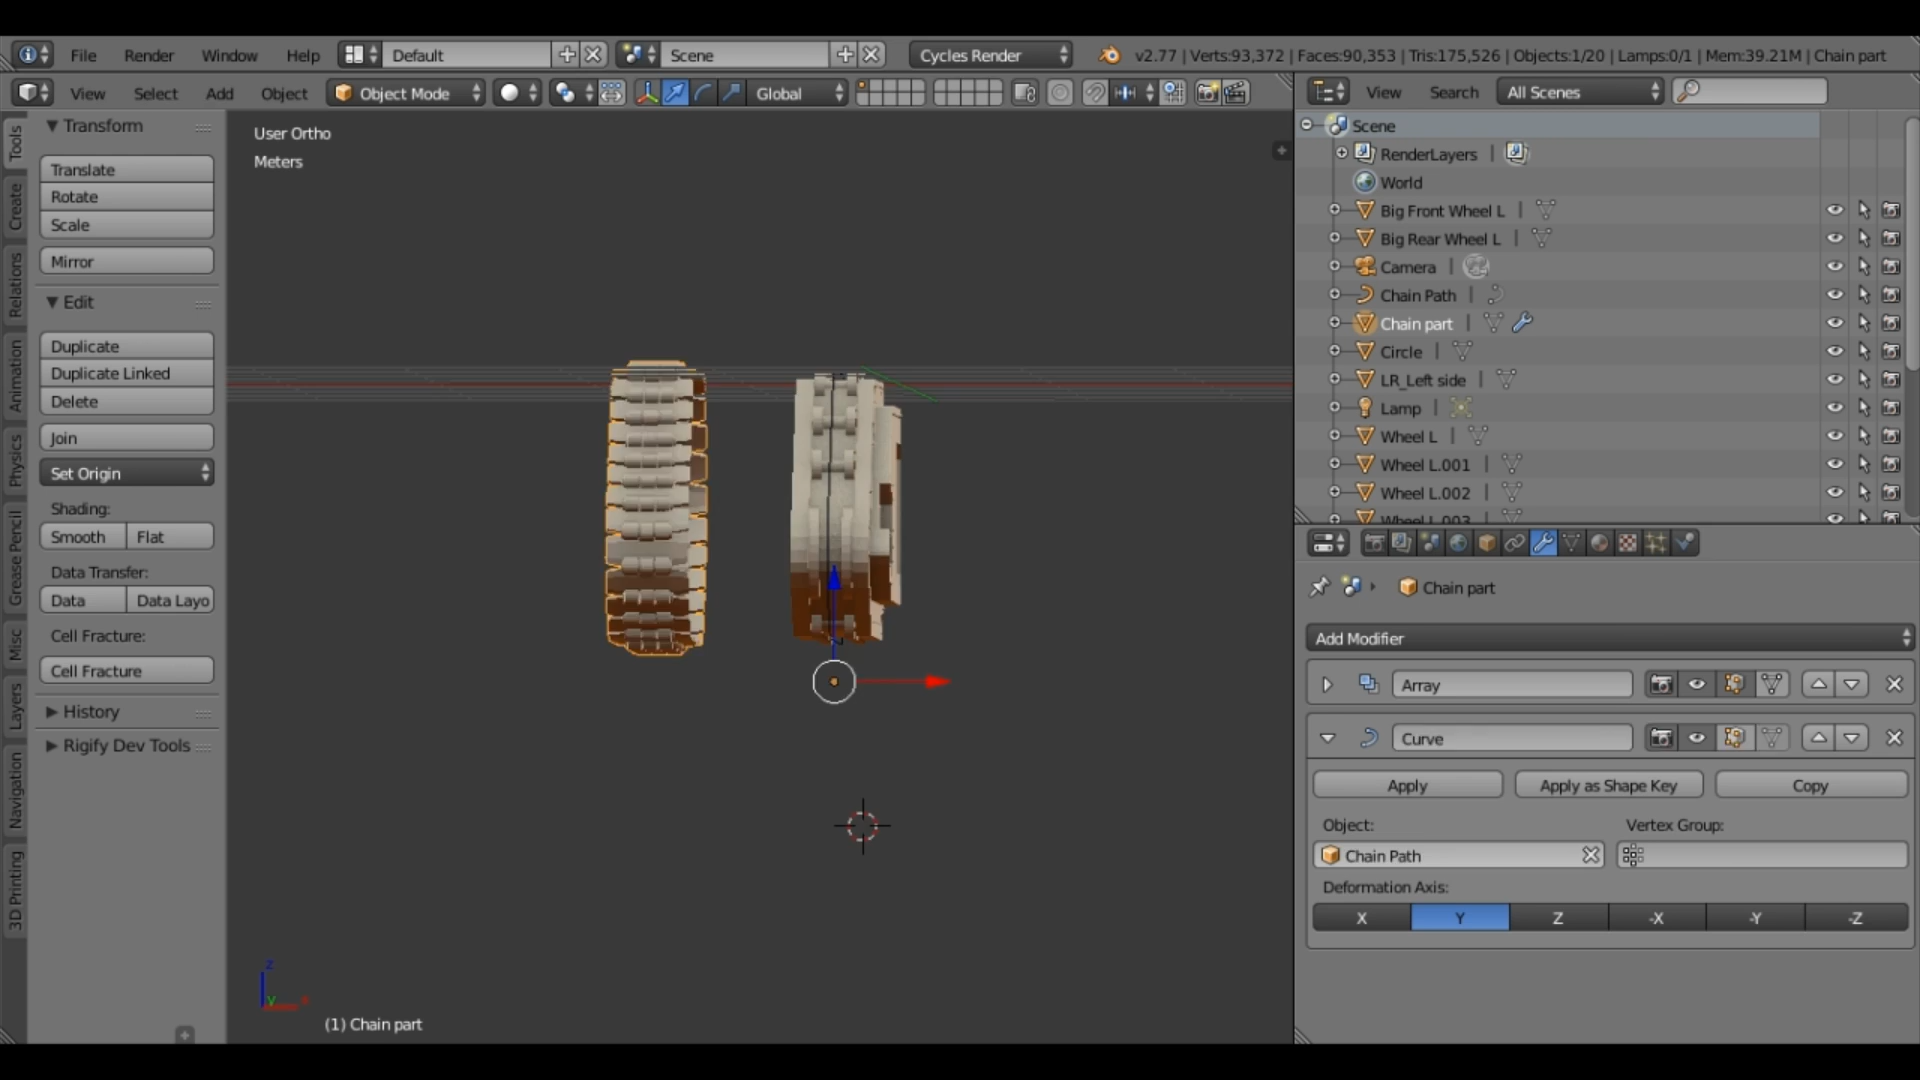 File Render Window Help Default Scene Cycles Render v2.77 | Verts:93,372 | Faces:90,353 | Tris:175,526 | Objects:1/20 | Lamps:0/1 | Mem:39.21M | Chain part
View Select Add Object Object Mode Global
View Search All Scenes
Tools
Create
Relations
Animation
Physics
Grease Pencil
Misc
Layers
Navigation
3D Printing
Transform
Translate
Rotate
Scale
Mirror
Edit
Duplicate
Duplicate Linked
Delete
Join
Set Origin
Shading:
Smooth Flat
Data Transfer:
Data Data Layo
Cell Fracture:
Cell Fracture
History
Rigify Dev Tools
User Ortho
Meters
z
y
x
(1) Chain part
Scene
RenderLayers
World
Big Front Wheel L
Big Rear Wheel L
Camera
Chain Path
Chain part
Circle
LR_Left side
Lamp
Wheel L
Wheel L.001
Wheel L.002
Wheel L.003
Chain part
Add Modifier
Array
Curve
Apply Apply as Shape Key Copy
Object: Vertex Group:
Chain Path
Deformation Axis:
X Y Z -X -Y -Z